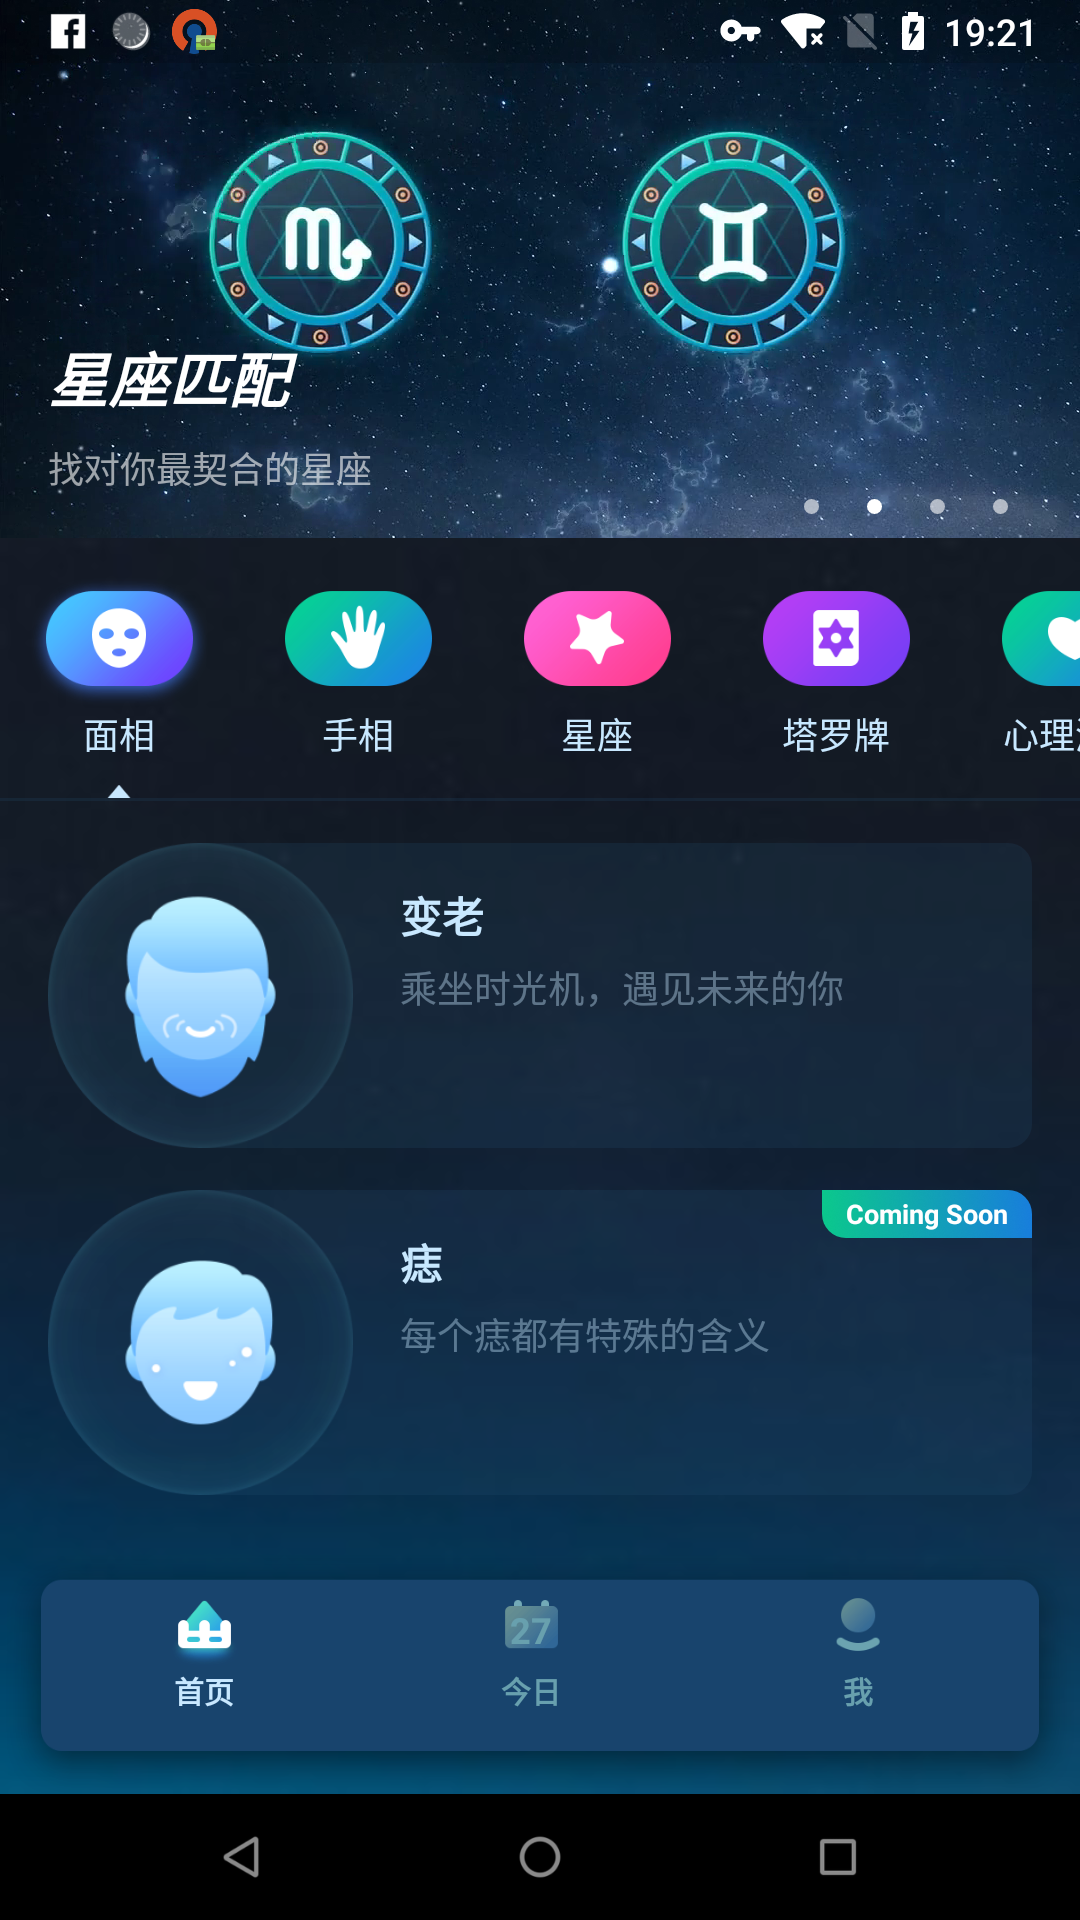 19:21
星座匹配
找对你最契合的星座
面相
手相
星座
塔罗牌
心理
变老
乘坐时光机，遇见未来的你
Coming Soon
痣
每个痣都有特殊的含义
27
首页
今日
我